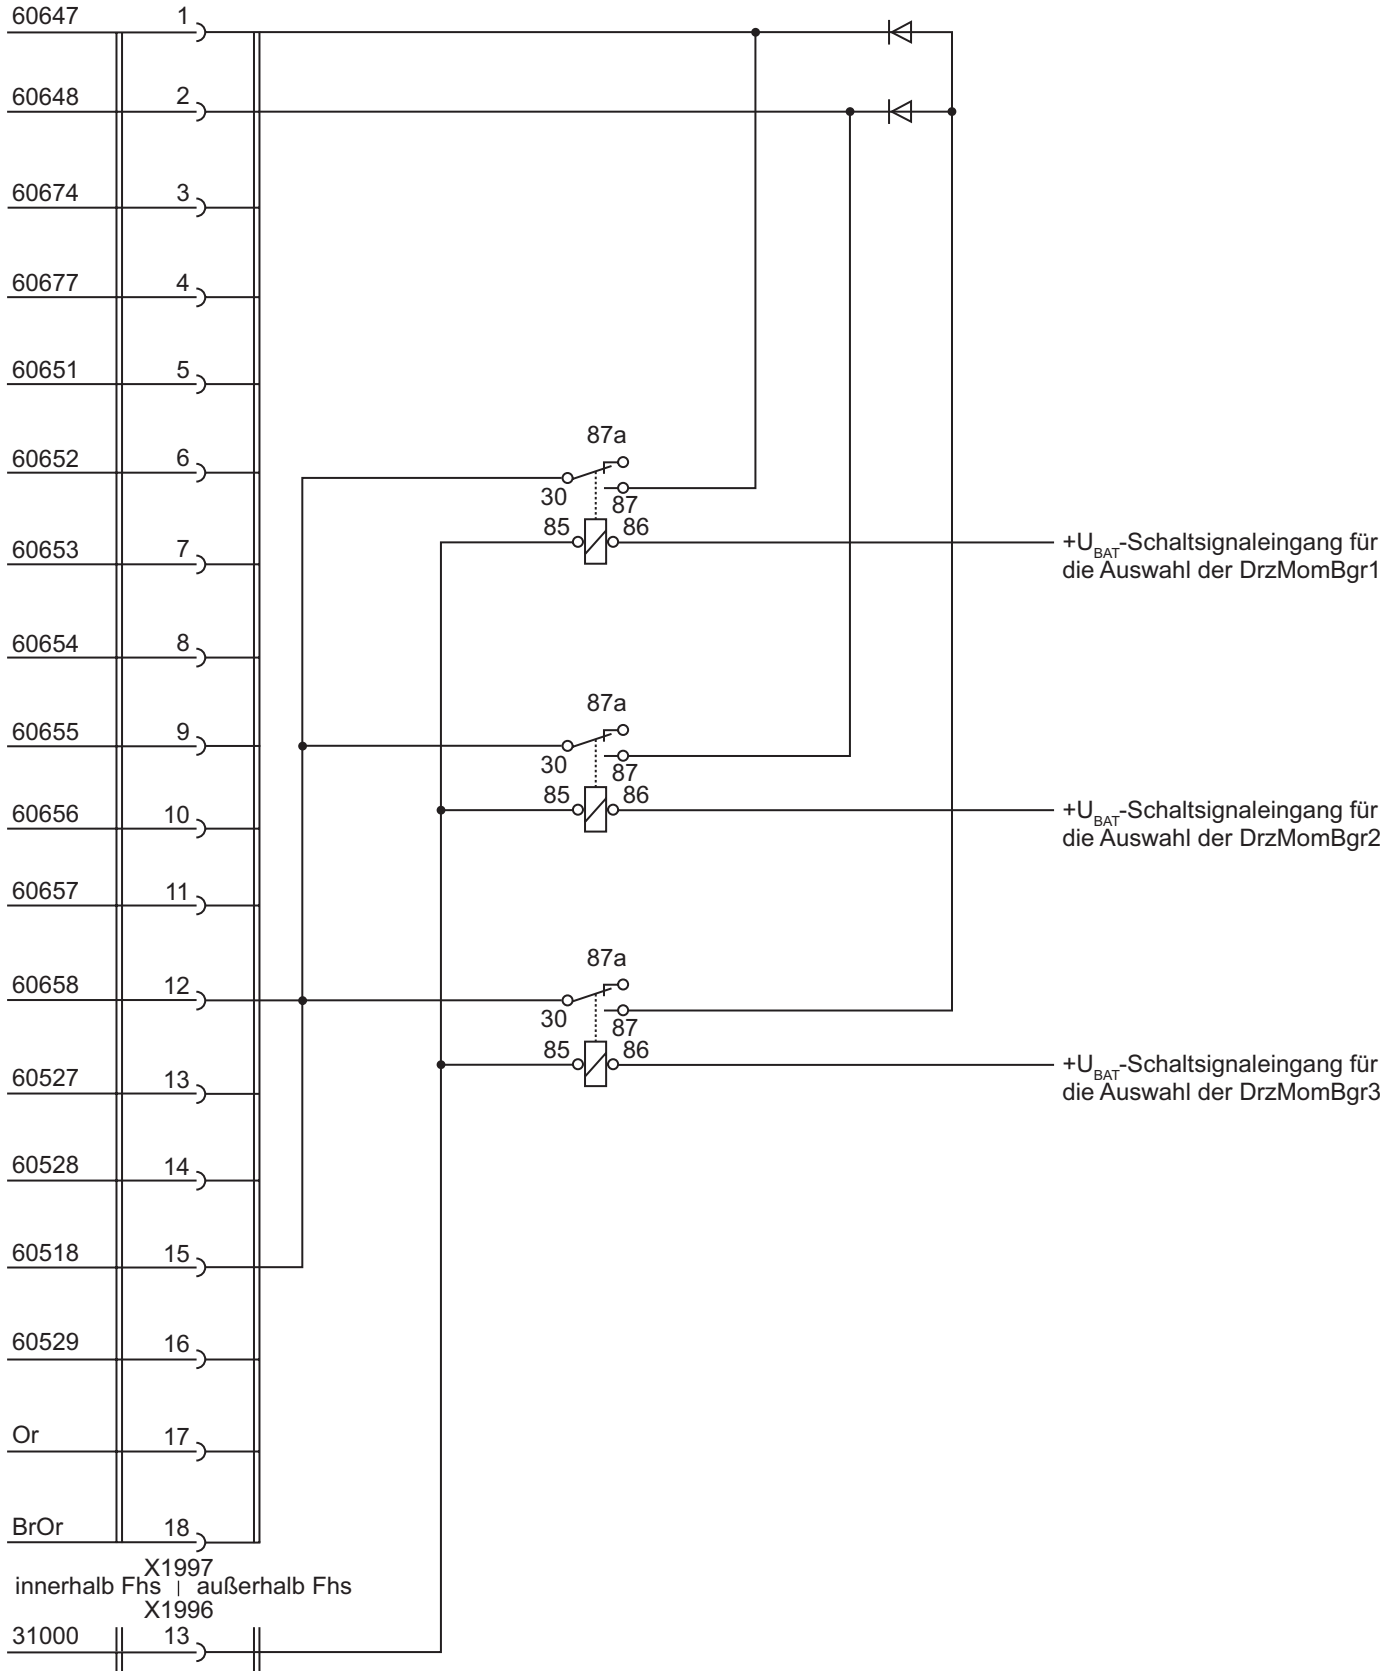 60647 1
60648 2
60674 3
60677 4
60651 5
87a
60652 6
30 87
85 86
60653 7
+UBAT-Schaltsignaleingang für
die Auswahl der DrzMomBgr1
60654 8
87a
60655 9
30 87
85 86
60656 10
+UBAT-Schaltsignaleingang für
die Auswahl der DrzMomBgr2
60657 11
87a
60658 12
30 87
85 86
+UBAT-Schaltsignaleingang für
die Auswahl der DrzMomBgr3
60527 13
60528 14
60518 15
60529 16
Or 17
BrOr 18
X1997
innerhalb Fhs | außerhalb Fhs
X1996
31000 13